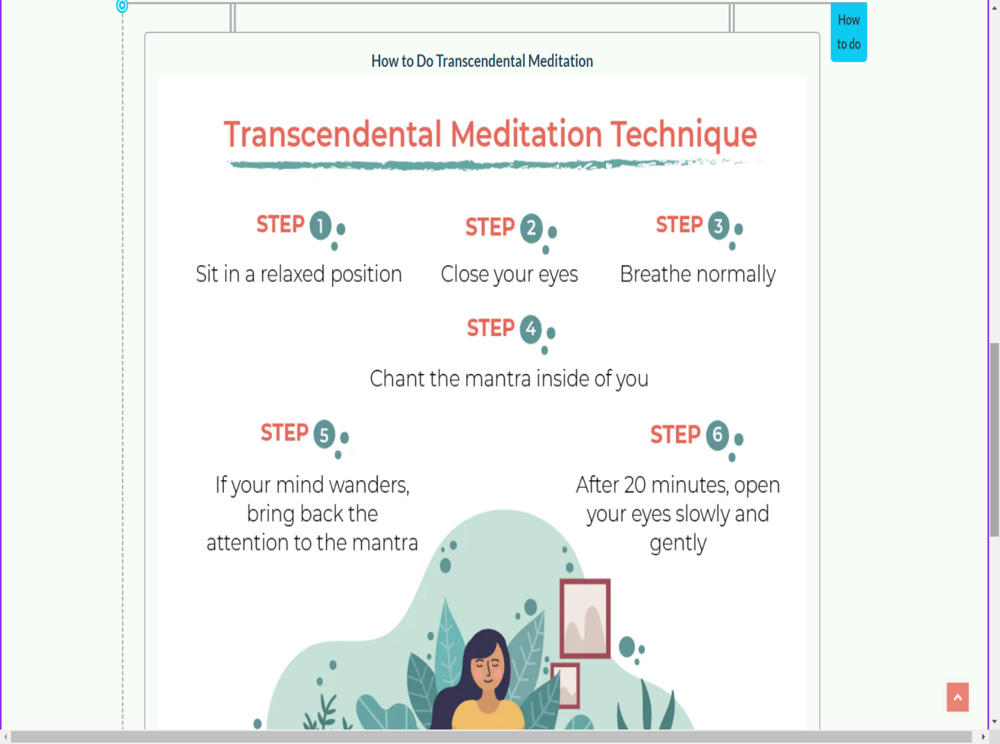 How
to do
How to Do Transcendental Meditation
Transcendental Meditation Technique
STEP 1
Sit in a relaxed position
STEP 2
Close your eyes
STEP 3
Breathe normally
STEP 4
Chant the mantra inside of you
STEP 5
If your mind wanders,
bring back the
attention to the mantra
STEP 6
After 20 minutes, open
your eyes slowly and
gently